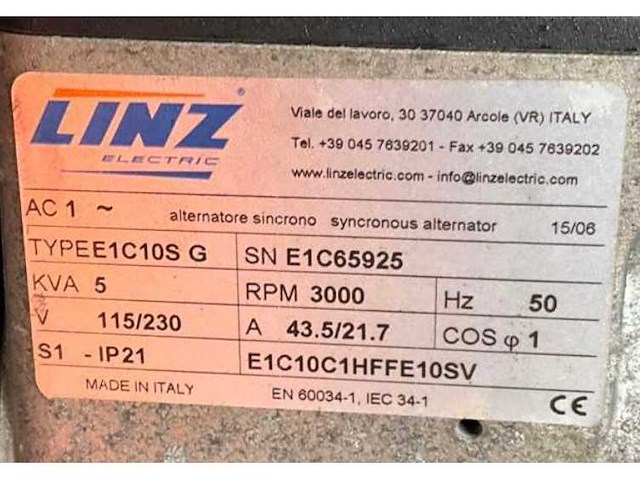 LINZ®
ELECTRIC
Viale del lavoro, 30 37040 Arcole (VR) ITALY
Tel. +39 045 7639201 - Fax +39 045 7639202
www.linzelectric.com - info@linzelectric.com
AC 1 ~ alternatore sincrono syncronous alternator 15/06
TYPE E1C10S G SN E1C65925
KVA 5 RPM 3000 Hz 50
V 115/230 A 43.5/21.7 COS φ 1
S1 - IP21 E1C10C1HFFE10SV
MADE IN ITALY EN 60034-1, IEC 34-1 CE